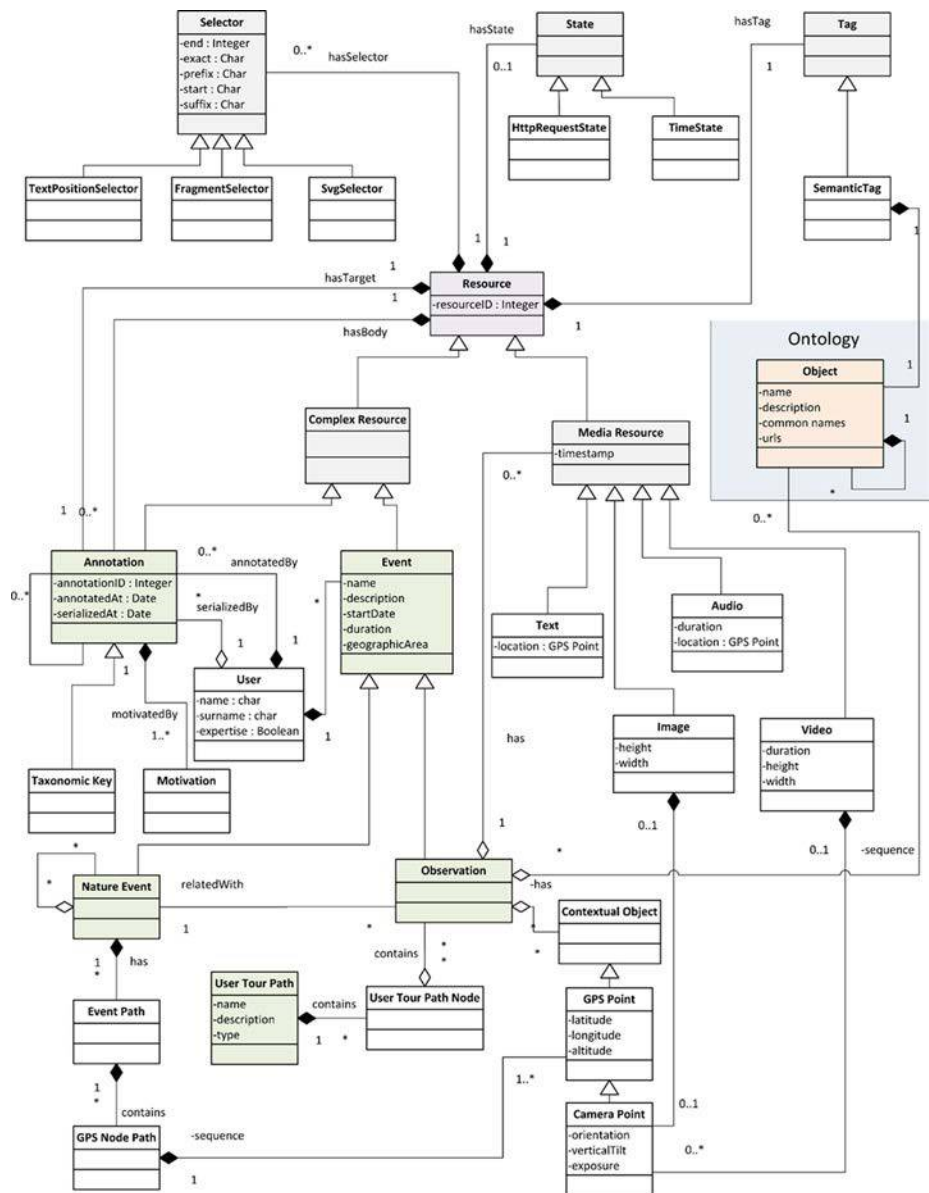 Selector
-end : Integer
-exact : Char
-prefix : Char
-start : Char
-suffix : Char
0..*
hasSelector
hasState
0..1
State
hasTag
1
Tag
HttpRequestState
TimeState
TextPositionSelector
FragmentSelector
SvgSelector
SemanticTag
1
1
1
hasTarget
1
1
hasBody
Resource
-resourceID : Integer
1
Ontology
Object
-name
-description
-common names
-urls
1
1
*
0..*
Complex Resource
Media Resource
-timestamp
0..*
1
0..*
Annotation
-annotationID : Integer
-annotatedAt : Date
-serializedAt : Date
0..*
0..*
annotatedBy
*
serializedBy
1
1
*
Event
-name
-description
-startDate
-duration
-geographicArea
Text
-location : GPS Point
Audio
-duration
-location : GPS Point
User
-name : char
-surname : char
-expertise : Boolean
1
1
motivatedBy
1..*
Taxonomic Key
Motivation
has
1
Image
-height
-width
0..1
Video
-duration
-height
-width
0..1
-sequence
*
*
Nature Event
relatedWith
1
*
Observation
*
-has
*
*
Contextual Object
1
has
*
contains
*
*
Event Path
User Tour Path
-name
-description
-type
contains
1
*
User Tour Path Node
GPS Point
-latitude
-longitude
-altitude
1
*
contains
1..*
GPS Node Path
-sequence
1
Camera Point
-orientation
-verticalTilt
-exposure
0..1
0..*